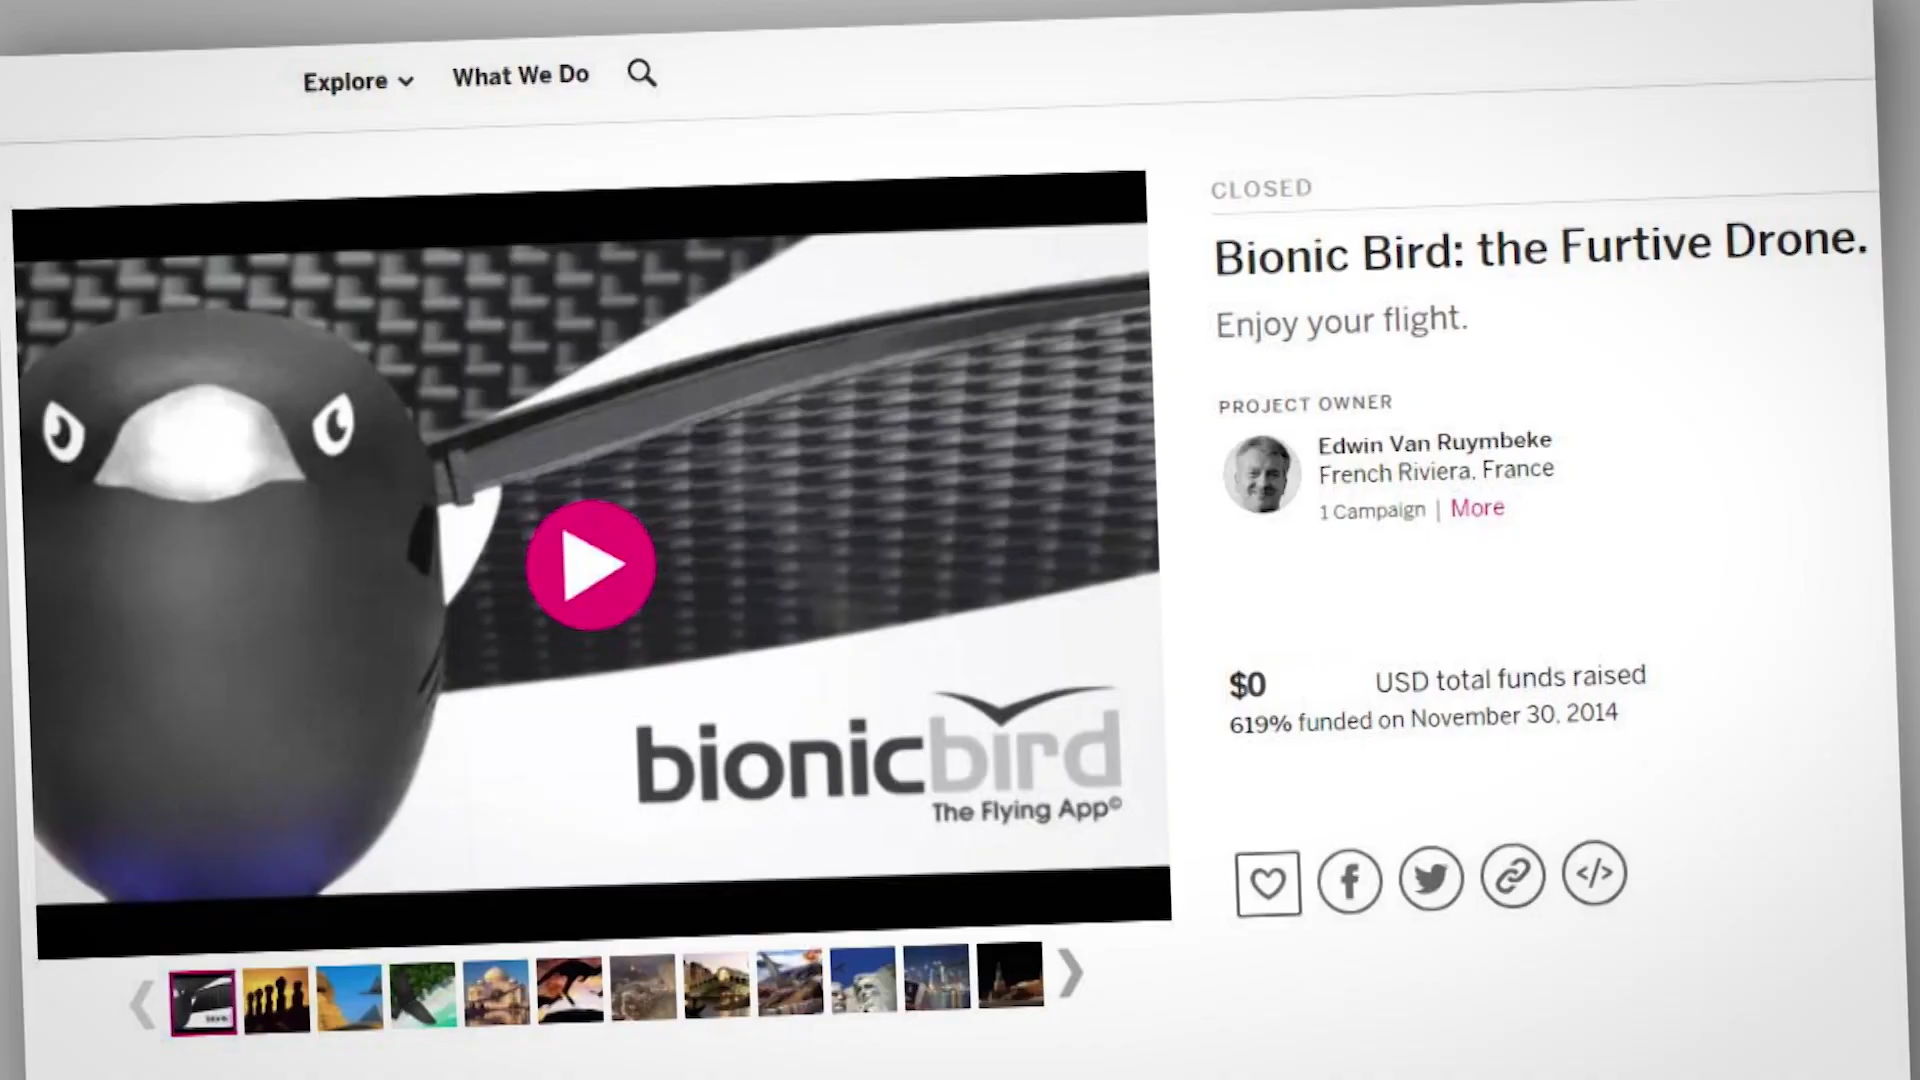 Explore
What We Do
CLOSED
Bionic Bird: the Furtive Drone.
Enjoy your flight.
PROJECT OWNER
Edwin Van Ruymbeke
French Riviera, France
1 Campaign | More
$0 USD total funds raised
619% funded on November 30, 2014
bionicbird
The Flying App©